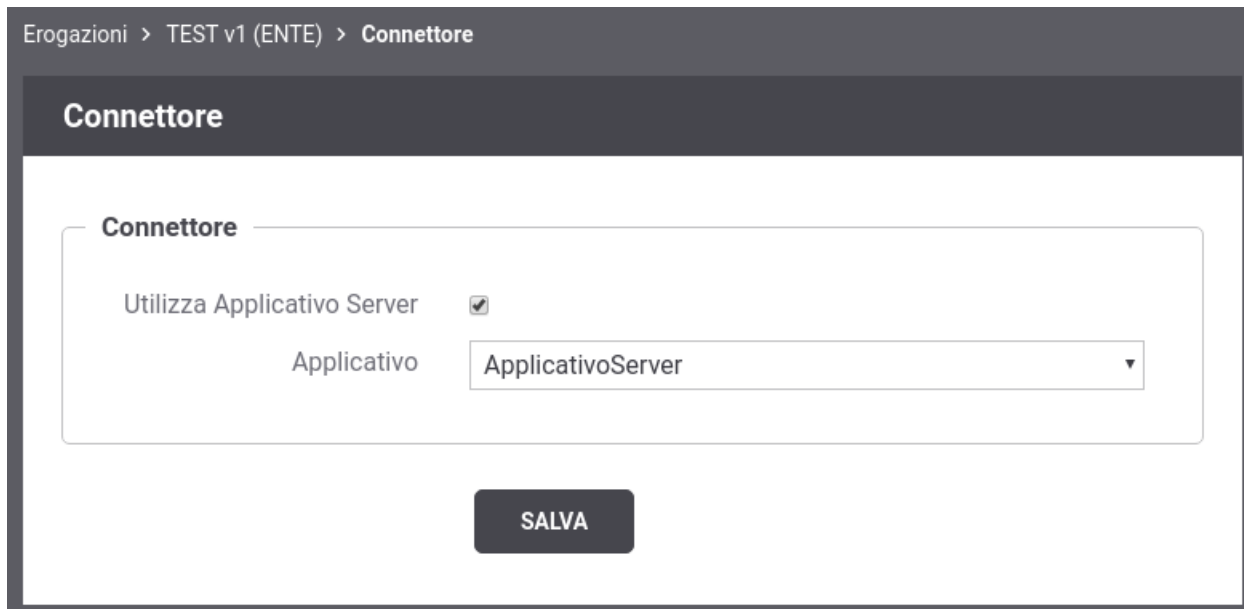 Erogazioni > TEST v1 (ENTE) > Connettore
Connettore
Connettore
Utilizza Applicativo Server
Applicativo ApplicativoServer
SALVA